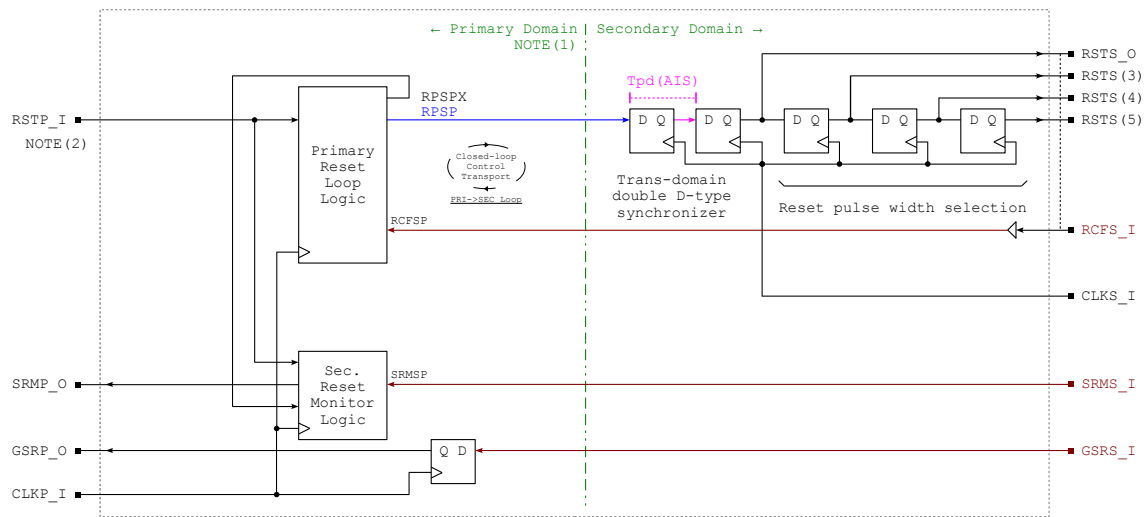 ← Primary Domain
Secondary Domain →
NOTE(1)
RSTS_O
RSTS(3)
RSTS(4)
RSTS(5)
Tpd(AIS)
RPSPX
RPSP
RSTP_I
NOTE(2)
D Q
D Q
D Q
D Q
D Q
Primary
Reset
Loop
Logic
Closed-loop
Control
Transport
PRI->SEC Loop
Trans-domain
double D-type
synchronizer
Reset pulse width selection
RCFSP
RCFS_I
CLKS_I
Sec.
Reset
Monitor
Logic
SRMSP
SRMP_O
SRMS_I
GSRP_O
Q D
GSRS_I
CLKP_I